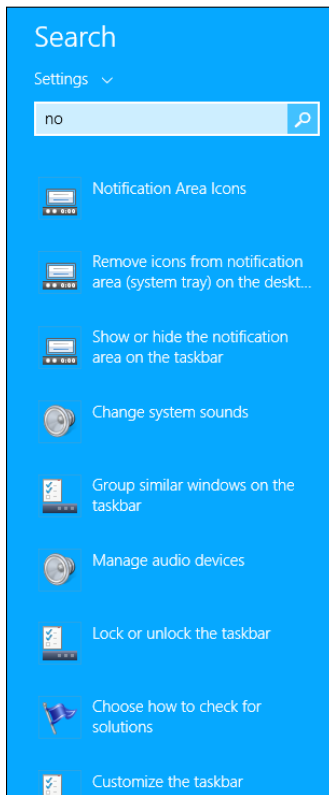 Search
Settings
no
Notification Area Icons
Remove icons from notification
area (system tray) on the deskt...
Show or hide the notification
area on the taskbar
Change system sounds
Group similar windows on the
taskbar
Manage audio devices
Lock or unlock the taskbar
Choose how to check for
solutions
Customize the taskbar